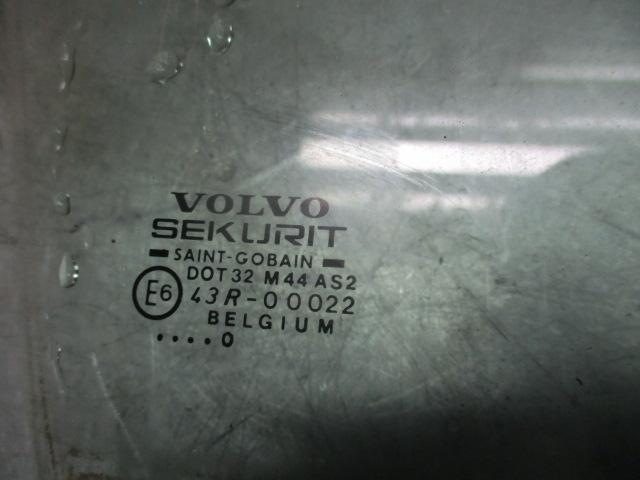 VOLVO
SEKURIT
SAINT-GOBAIN
DOT 32 M44 AS2
E6 43R-00022
BELGIUM
....0